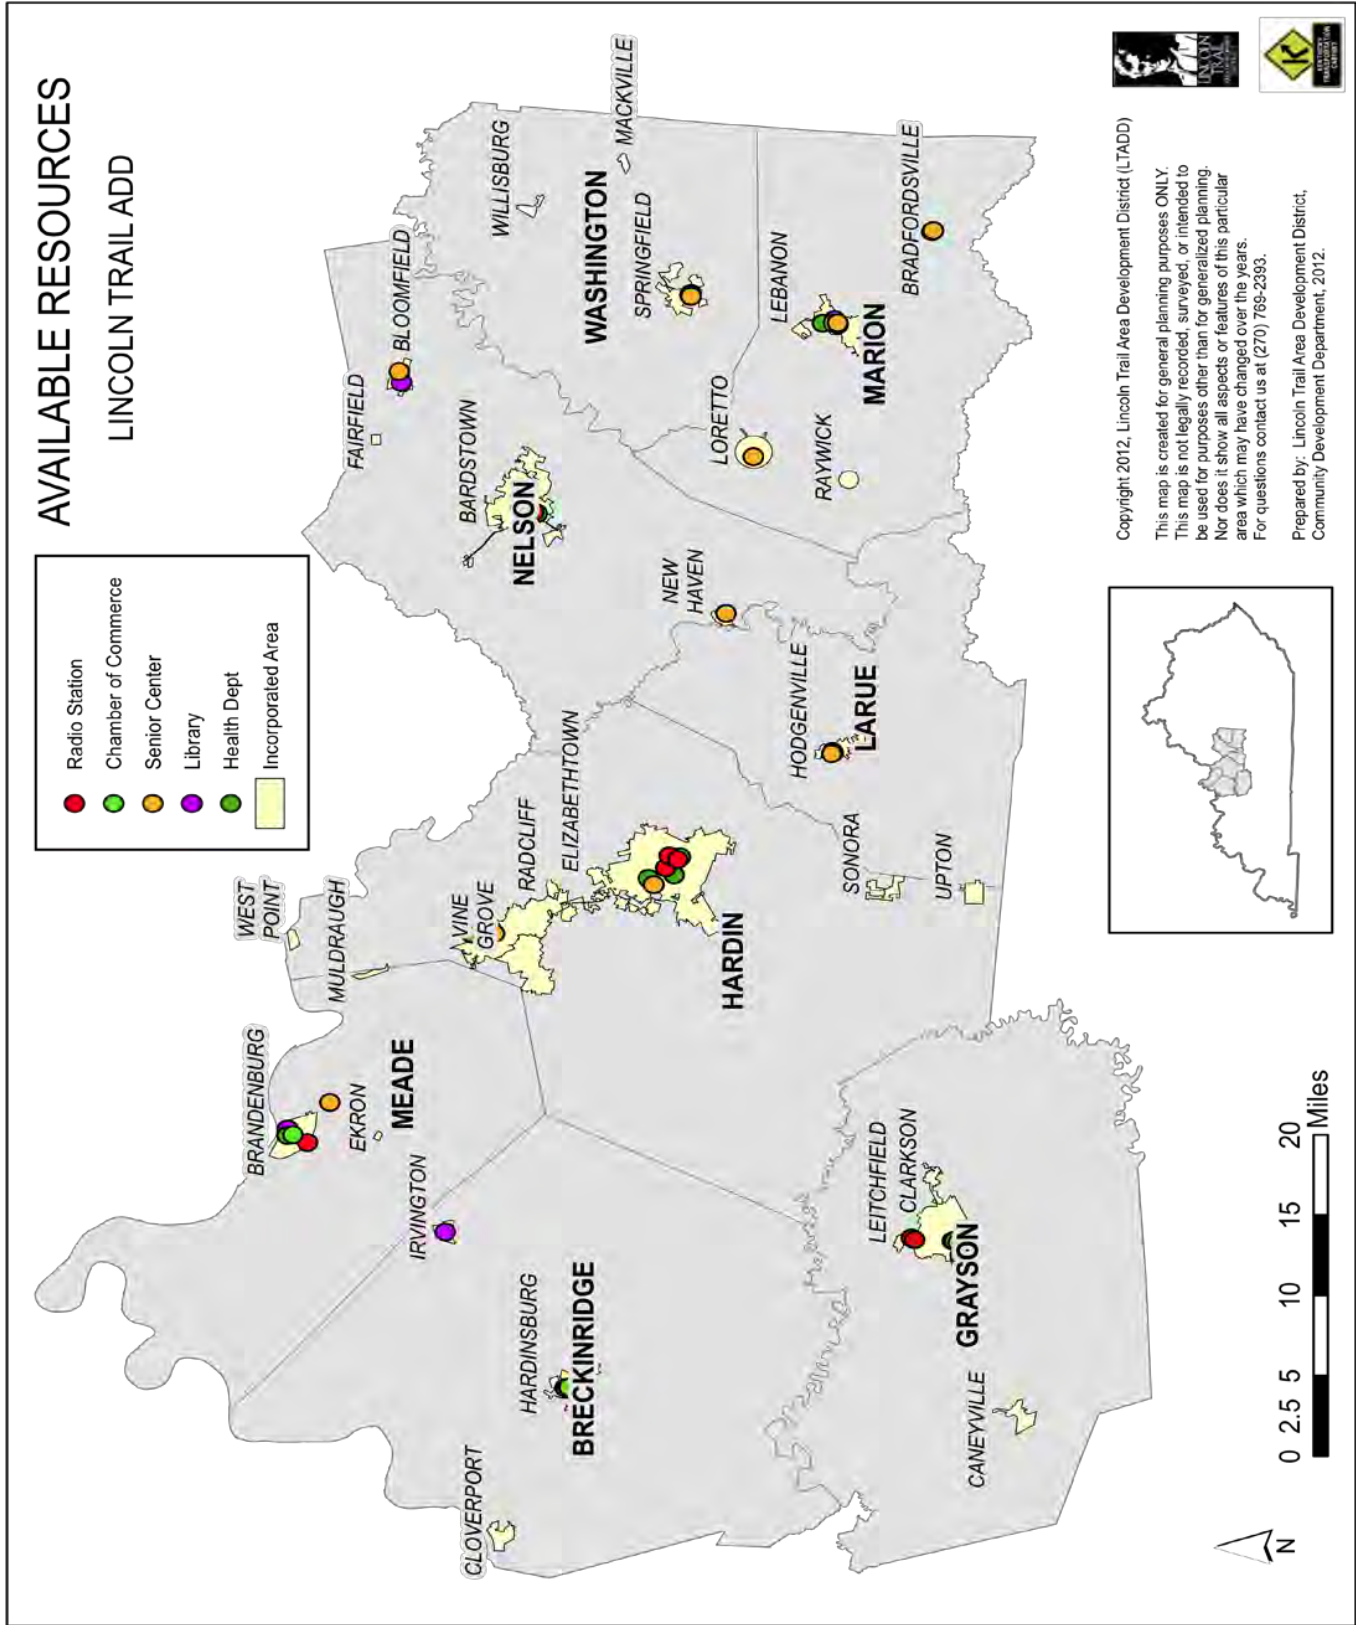 AVAILABLE RESOURCES
LINCOLN TRAIL ADD
Radio Station
Chamber of Commerce
Senior Center
Library
Health Dept
Incorporated Area
WEST
POINT
MULDRAUGH
BRANDENBURG
EKRON
MEADE
IRVINGTON
HARDINSBURG
BRECKINRIDGE
CLOVERPORT
VINE
GROVE
RADCLIFF
ELIZABETHTOWN
HARDIN
SONORA
UPTON
LEITCHFIELD
CLARKSON
GRAYSON
CANEYVILLE
FAIRFIELD
BLOOMFIELD
BARDSTOWN
NELSON
NEW
HAVEN
HODGENVILLE
LARUE
WILLISBURG
MACKVILLE
WASHINGTON
SPRINGFIELD
LEBANON
MARION
LORETTO
RAYWICK
BRADFORDSVILLE
N
0 2.5 5 10 15 20
Miles
Copyright 2012, Lincoln Trail Area Development District (LTADD)
This map is created for general planning purposes ONLY.
This map is not legally recorded, surveyed, or intended to
be used for purposes other than for generalized planning.
Nor does it show all aspects or features of this particular
area which may have changed over the years.
For questions contact us at (270) 769-2393.
Prepared by: Lincoln Trail Area Development District,
Community Development Department, 2012.
LINCOLN
TRAIL
K
KENTUCKY
TRANSPORTATION
CABINET